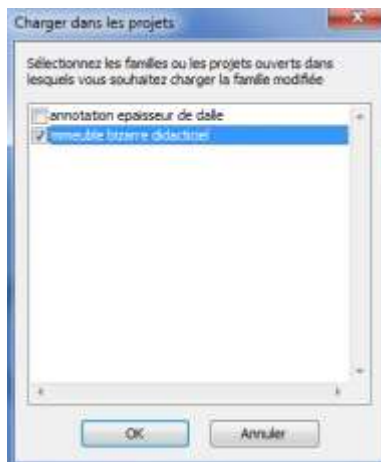 Charger dans les projets
Sélectionnez les familles ou les projets ouverts dans
lesquels vous souhaitez charger la famille modifiée
annotation epaisseur de dalle
immeuble bizarre didacticiel
OK
Annuler